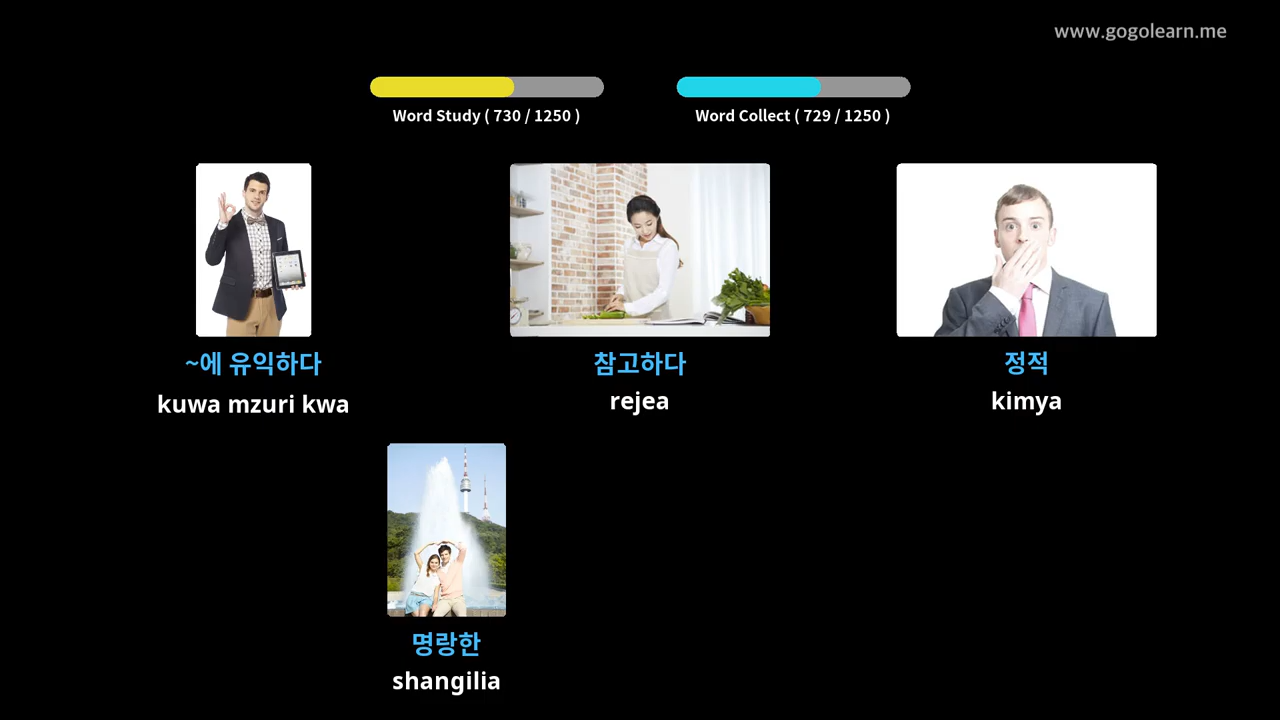 www.gogolearn.me
Word Study ( 730 / 1250 )
Word Collect ( 729 / 1250 )
~에 유익하다
kuwa mzuri kwa
참고하다
rejea
정적
kimya
명랑한
shangilia